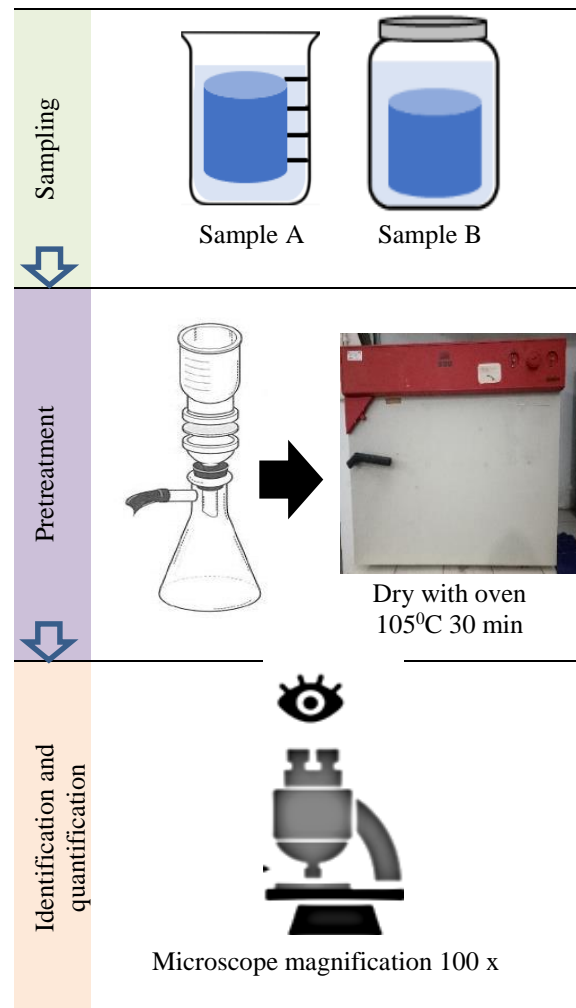 Sampling
Sample A
Sample B
Pretreatment
Dry with oven
105⁰C 30 min
Identification and
quantification
Microscope magnification 100 x